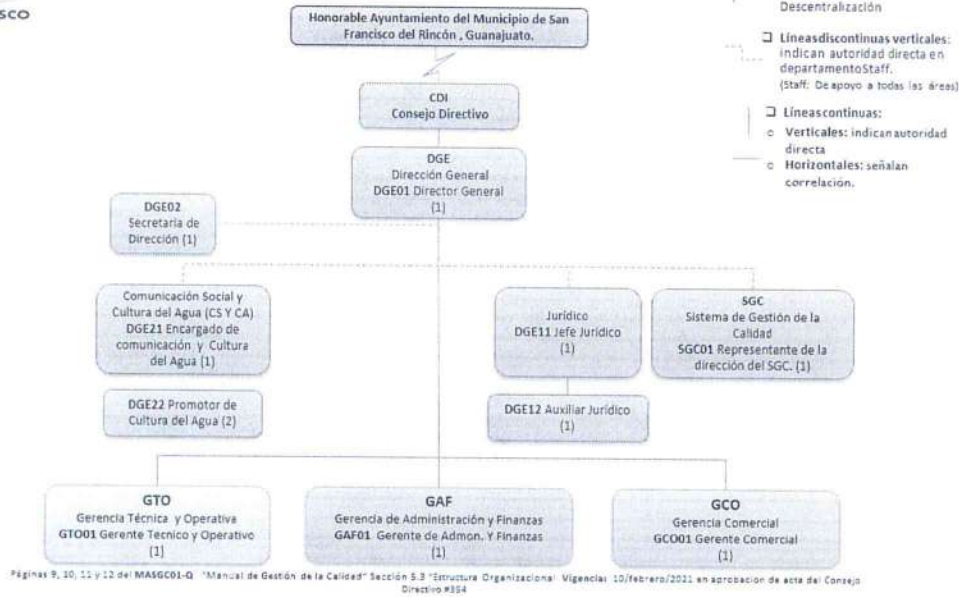 SCO
Honorable Ayuntamiento del Municipio de San
Francisco del Rincón , Guanajuato.
Descentralización
❑ Líneasdiscontinuas verticales:
indican autoridad directa en
departamentoStaff.
(Staff: De apoyo a todas las áreas)
❑ Líneascontinuas:
o Verticales: indican autoridad
directa
o Horizontales: señalan
correlación.
CDI
Consejo Directivo
DGE
Dirección General
DGE01 Director General
(1)
DGE02
Secretaria de
Dirección (1)
Comunicación Social y
Cultura del Agua (CS Y CA)
DGE21 Encargado de
comunicación y Cultura
del Agua (1)
Jurídico
DGE11 Jefe Jurídico
(1)
SGC
Sistema de Gestión de la
Calidad
SGC01 Representante de la
dirección del SGC. (1)
DGE22 Promotor de
Cultura del Agua (2)
DGE12 Auxiliar Jurídico
(1)
GTO
Gerencia Técnica y Operativa
GTO01 Gerente Tecnico y Operativo
(1)
GAF
Gerencia de Administración y Finanzas
GAF01 Gerente de Admon. Y Finanzas
(1)
GCO
Gerencia Comercial
GCO01 Gerente Comercial
(1)
Páginas 9, 10, 11 y 12 del MASGC01-Q "Manual de Gestión de la Calidad" Sección 5.3 "Estructura Organizacional Vigencia: 10/febrero/2021 en aprobacion de acta del Consejo
Directivo #354